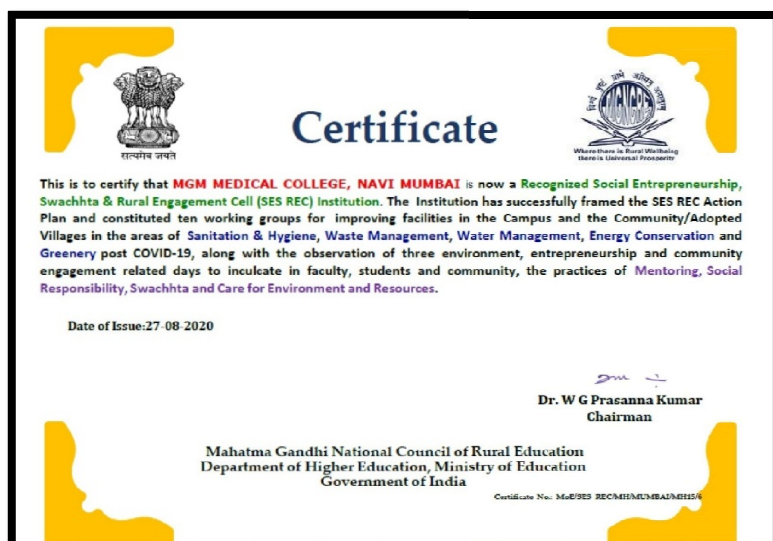 सत्यमेव जयते
MGNCRE
Where there is Rural Wellbeing
there is Universal Prosperity
Certificate
This is to certify that MGM MEDICAL COLLEGE, NAVI MUMBAI is now a Recognized Social Entrepreneurship,
Swachhta & Rural Engagement Cell (SES REC) Institution. The Institution has successfully framed the SES REC Action
Plan and constituted ten working groups for improving facilities in the Campus and the Community/Adopted
Villages in the areas of Sanitation & Hygiene, Waste Management, Water Management, Energy Conservation and
Greenery post COVID-19, along with the observation of three environment, entrepreneurship and community
engagement related days to inculcate in faculty, students and community, the practices of Mentoring, Social
Responsibility, Swachhta and Care for Environment and Resources.
Date of Issue:27-08-2020
Dr. W G Prasanna Kumar
Chairman
Mahatma Gandhi National Council of Rural Education
Department of Higher Education, Ministry of Education
Government of India
Certificate No: MoE/SES REC/MH/MUMBAI/MH15/6